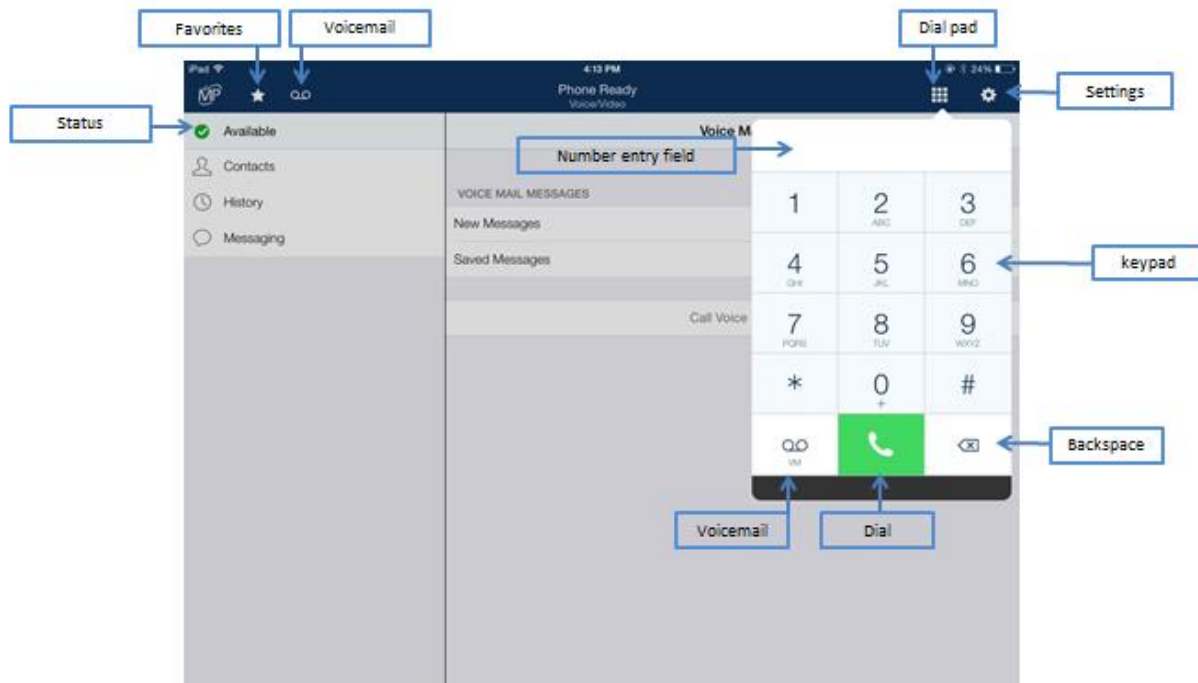 Favorites
Voicemail
Dial pad
iPad
4:13 PM
24%
MP
Phone Ready
Voice/Video
Settings
Status
Available
Voice M
Number entry field
Contacts
VOICE MAIL MESSAGES
History
New Messages
Messaging
Saved Messages
Call Voice
1
2
ABC
3
DEF
4
GHI
5
JKL
6
MNO
keypad
7
PQRS
8
TUV
9
WXYZ
*
0
+
#
VM
Backspace
Voicemail
Dial